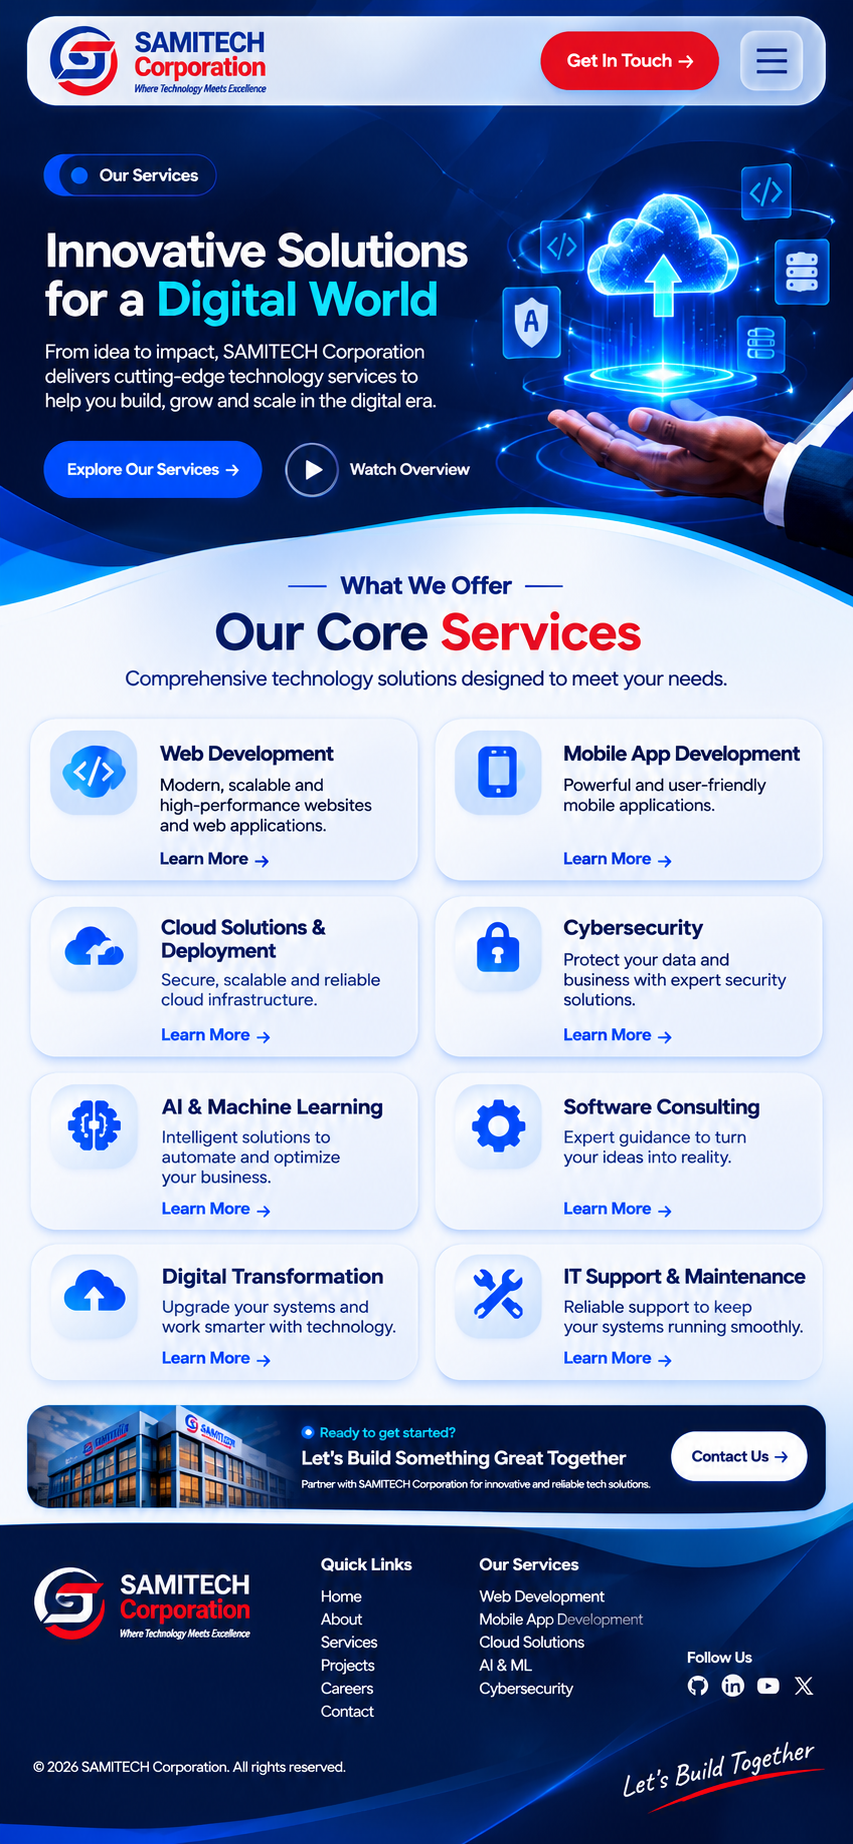 SAMITECH
Corporation
Where Technology Meets Excellence
Get In Touch →
Our Services
Innovative Solutions
for a Digital World
From idea to impact, SAMITECH Corporation
delivers cutting-edge technology services to
help you build, grow and scale in the digital era.
Explore Our Services →
Watch Overview
</>
</>
A
What We Offer
Our Core Services
Comprehensive technology solutions designed to meet your needs.
</>
Web Development
Modern, scalable and
high-performance websites
and web applications.
Learn More →
Mobile App Development
Powerful and user-friendly
mobile applications.
Learn More →
Cloud Solutions &
Deployment
Secure, scalable and reliable
cloud infrastructure.
Learn More →
Cybersecurity
Protect your data and
business with expert security
solutions.
Learn More →
AI & Machine Learning
Intelligent solutions to
automate and optimize
your business.
Learn More →
Software Consulting
Expert guidance to turn
your ideas into reality.
Learn More →
Digital Transformation
Upgrade your systems and
work smarter with technology.
Learn More →
IT Support & Maintenance
Reliable support to keep
your systems running smoothly.
Learn More →
Ready to get started?
Let's Build Something Great Together
Partner with SAMITECH Corporation for innovative and reliable tech solutions.
Contact Us →
SAMITECH
Corporation
Where Technology Meets Excellence
Quick Links
Home
About
Services
Projects
Careers
Contact
Our Services
Web Development
Mobile App Development
Cloud Solutions
AI & ML
Cybersecurity
Follow Us
in
X
© 2026 SAMITECH Corporation. All rights reserved.
Let's Build Together